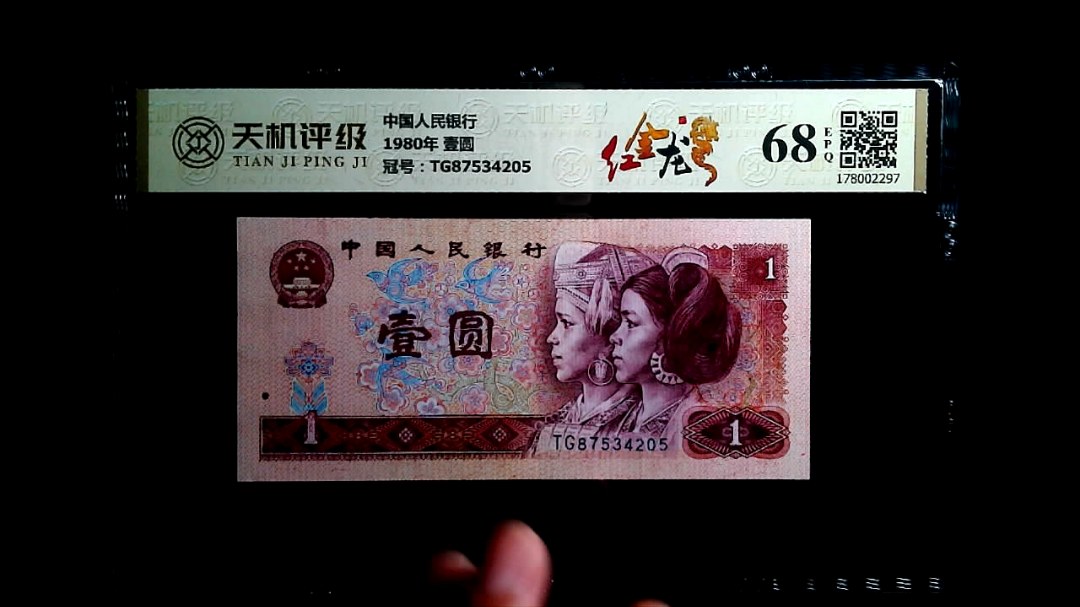 天机评级
TIAN JI PING JI
中国人民银行
1980年 壹圆
冠号：TG87534205
红金龙
68
EPQ
178002297
中国人民银行
1
壹圆
1
TG87534205
1